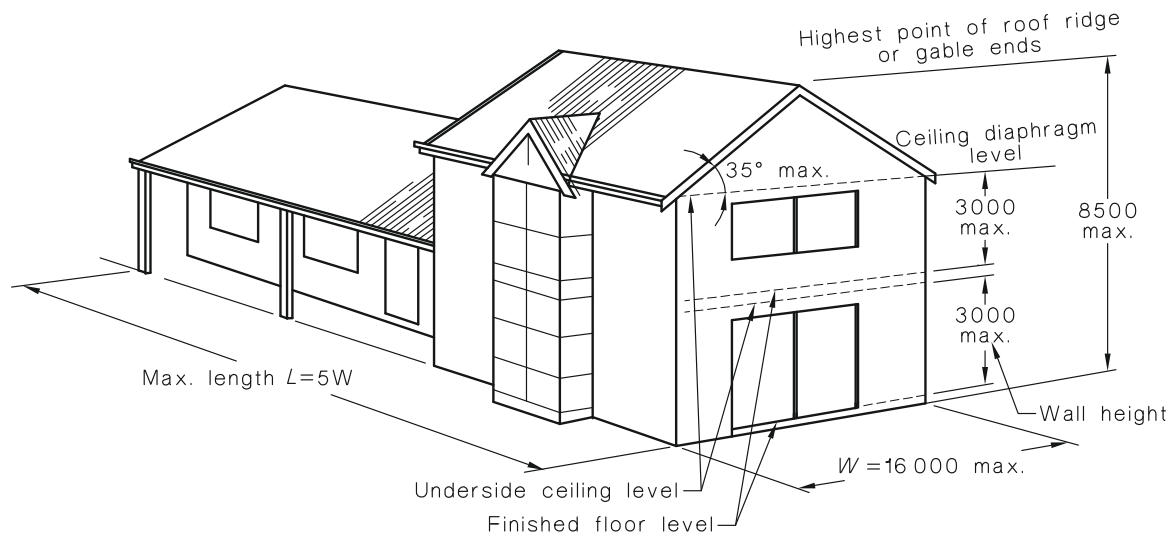 Highest point of roof ridge
or gable ends
Ceiling diaphragm
level
35° max.
3000
max.
8500
max.
3000
max.
Max. length L=5W
Wall height
W = 16 000 max.
Underside ceiling level
Finished floor level